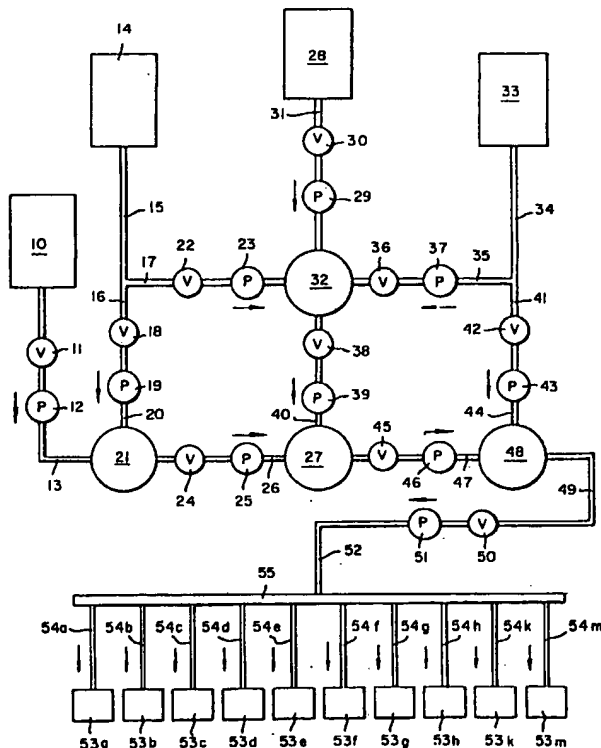 14
28
33
31
V
30
P
29
15
34
10
22
23
36
37
35
17
V
P
32
V
P
16
41
V
11
V
18
V
38
42
V
P
12
P
19
P
39
P
43
20
40
45
44
21
V
P
27
V
P
48
13
24
25
26
46
47
49
P
V
52
51
50
55
54a
54b
54c
54d
54e
54f
54g
54h
54k
54m
53a
53b
53c
53d
53e
53f
53g
53h
53k
53m